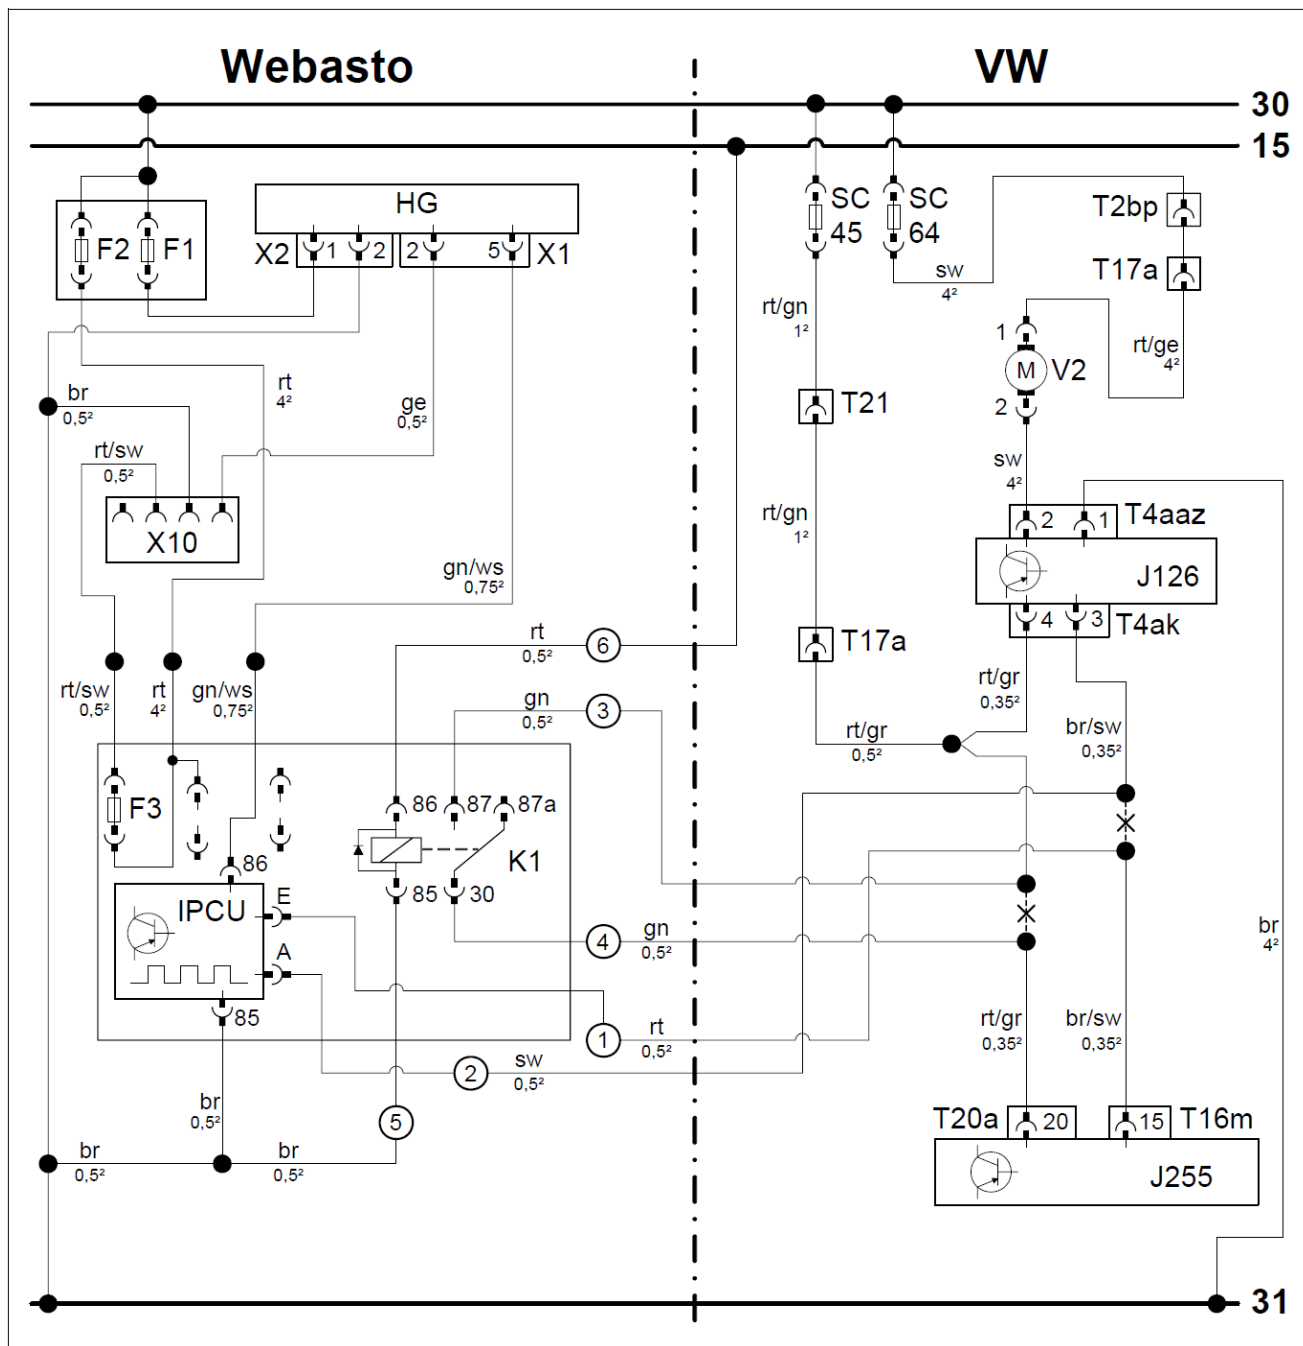 Webasto VW
30
15
HG
F2 F1
X2 1 2 2 5 X1
SC
45
SC
64
T2bp
T17a
sw
4²
rt/gn
1²
1
rt/ge
4²
M V2
2
rt
4²
br
0,5²
ge
0,5²
T21
rt/sw
0,5²
sw
4²
X10
rt/gn
1²
2 1 T4aaz
J126
gn/ws
0,75²
4 3 T4ak
rt
0,5²
6
T17a
rt/sw
0,5²
rt
4²
gn/ws
0,75²
gn
0,5²
3
rt/gr
0,35²
rt/gr
0,5²
br/sw
0,35²
F3
86 87 87a
K1
86
85 30
IPCU
E
A
85
4
gn
0,5²
br
4²
1
rt
0,5²
rt/gr
0,35²
br/sw
0,35²
2
sw
0,5²
br
0,5²
5
T20a 20 15 T16m
br
0,5²
br
0,5²
J255
31